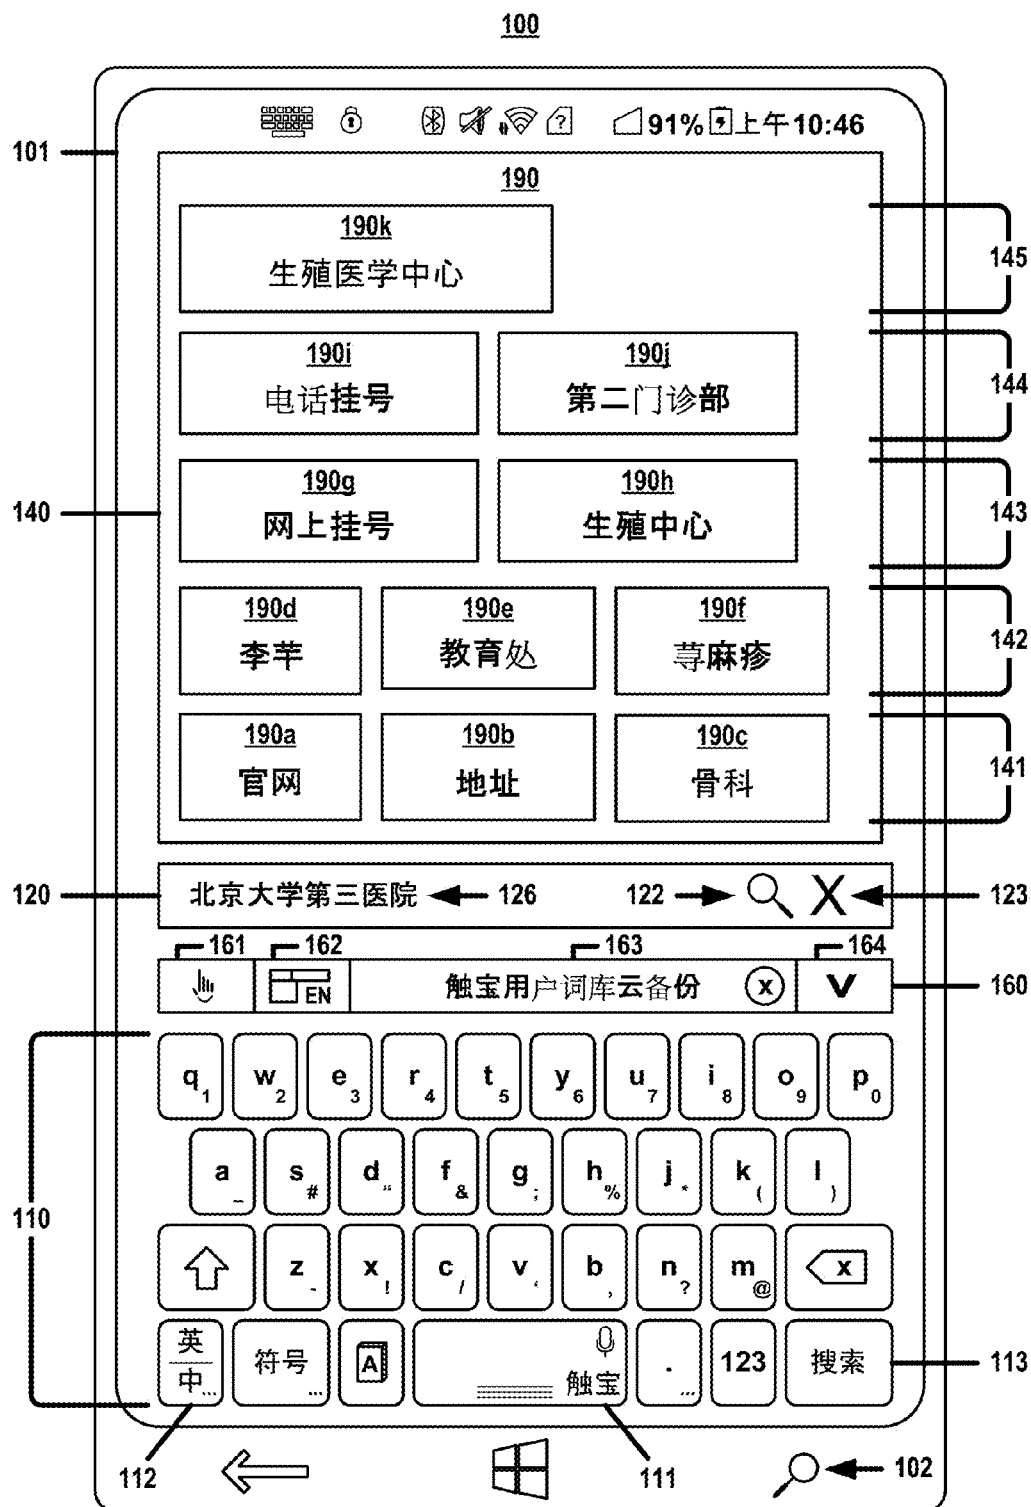 100
91% 上午10:46
101
190
190k
生殖医学中心
145
190i
电话挂号
190j
第二门诊部
144
140
190g
网上挂号
190h
生殖中心
143
190d
李芊
190e
教育处
190f
荨麻疹
142
190a
官网
190b
地址
190c
骨科
141
120
北京大学第三医院
126
122
X
123
161
162
163
164
EN
触宝用户词库云备份
x
V
160
q 1 w 2 e 3 r 4 t 5 y 6 u 7 i 8 o 9 p 0
a _ s # d “ f & g ; h % j * k ( l )
110
z - x ! c / v ‘ b , n ? m @ x
英 中 ... 符号 ... A 触宝 . ... 123 搜索
113
112
111
102